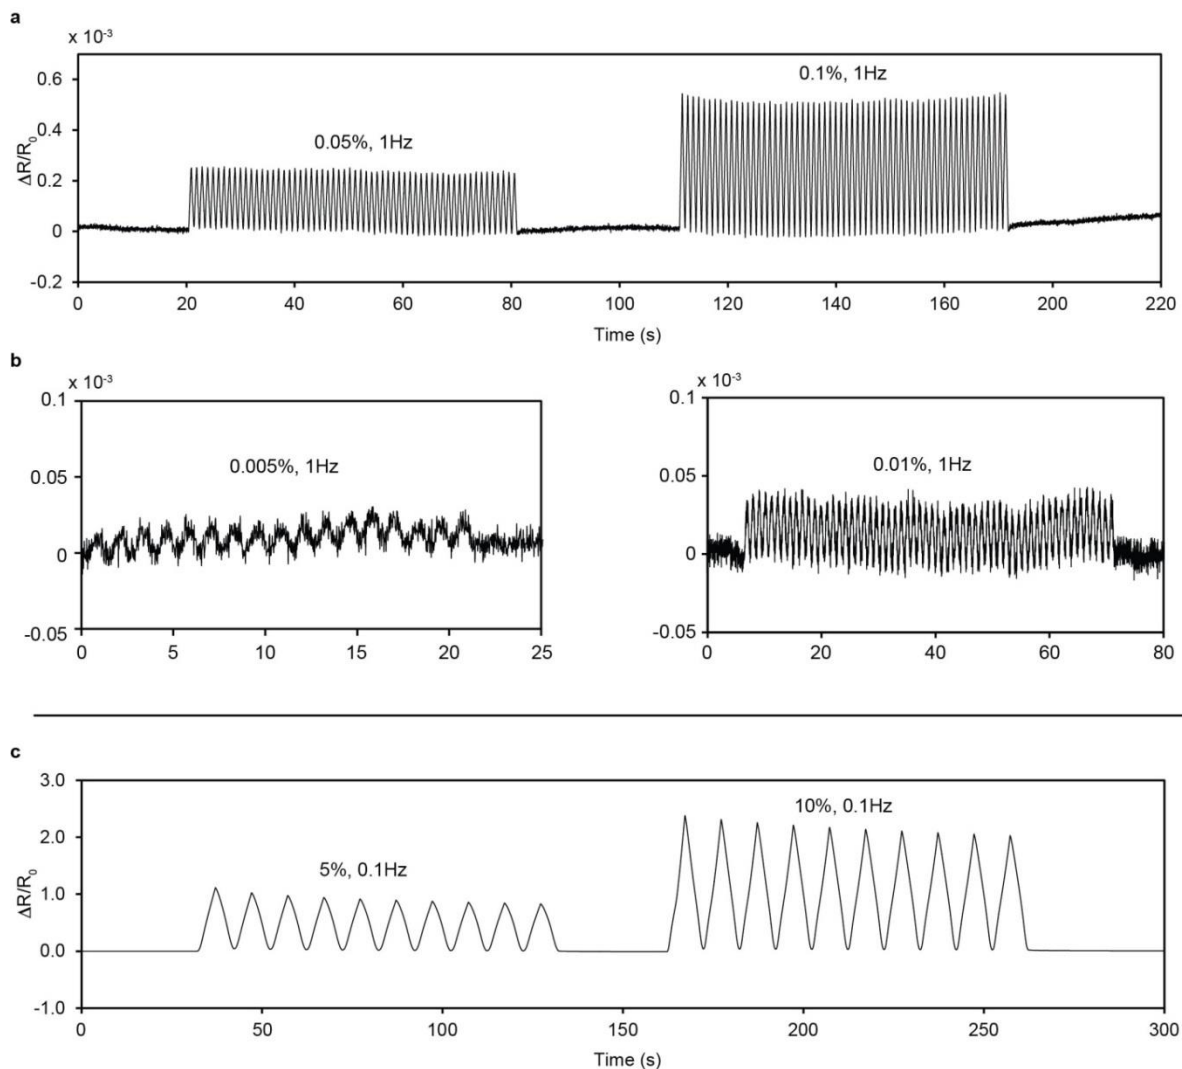 a
x 10⁻³
0.6
0.4
0.2
0
-0.2
ΔR/R₀
0.05%, 1Hz
0.1%, 1Hz
0 20 40 60 80 100 120 140 160 180 200 220
Time (s)
b
x 10⁻³
0.1
0.05
0
-0.05
0.005%, 1Hz
0 5 10 15 20 25
x 10⁻³
0.1
0.05
0
-0.05
0.01%, 1Hz
0 20 40 60 80
c
3.0
2.0
1.0
0.0
-1.0
ΔR/R₀
5%, 0.1Hz
10%, 0.1Hz
0 50 100 150 200 250 300
Time (s)